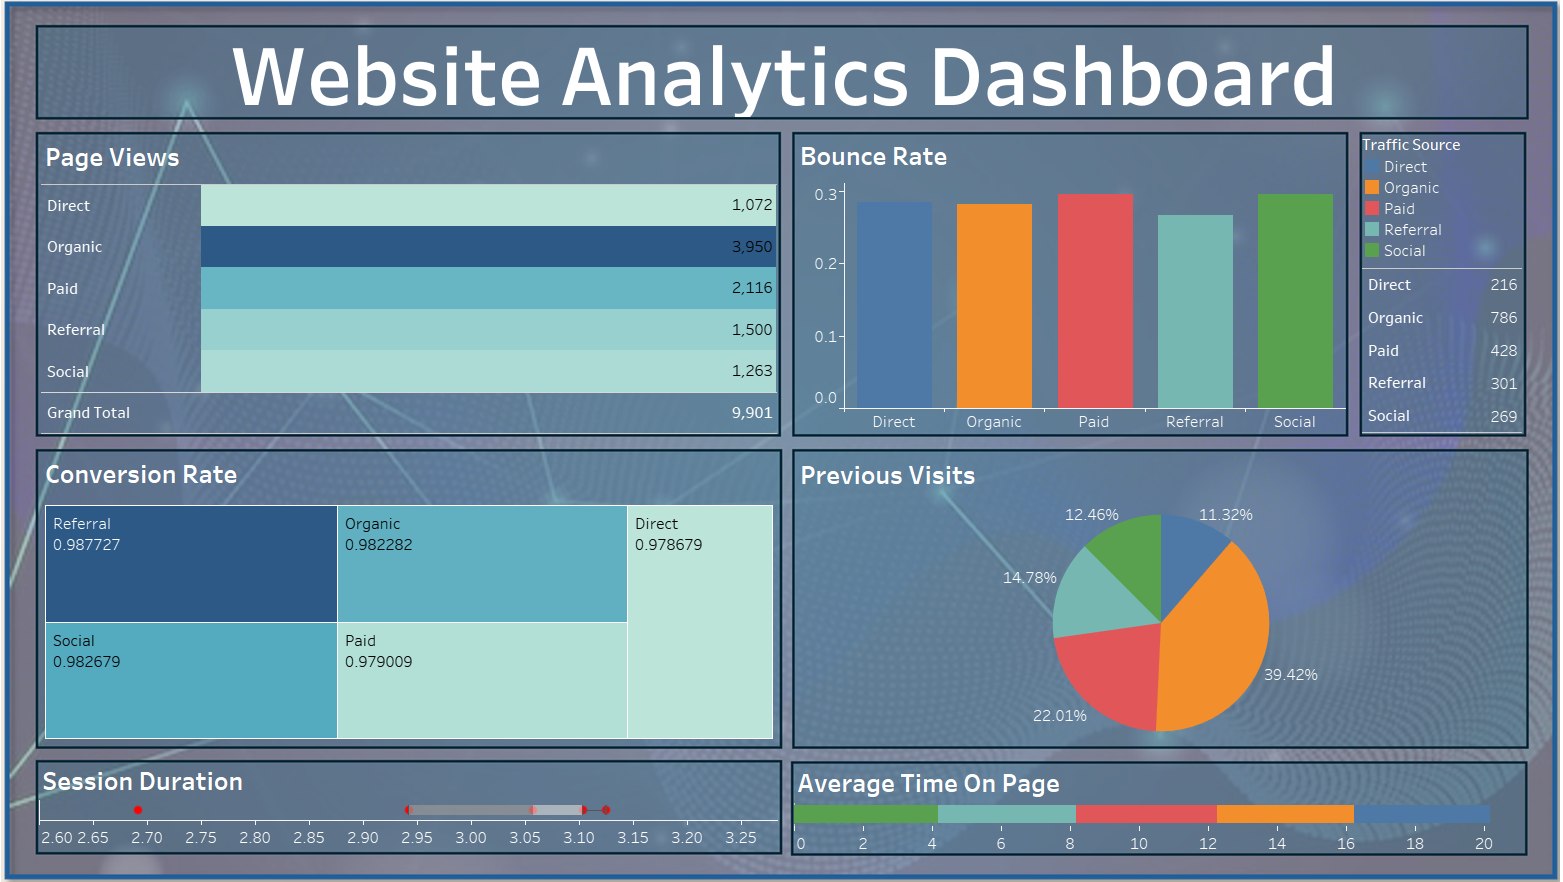 Website Analytics Dashboard
Page Views
Direct 1,072
Organic 3,950
Paid 2,116
Referral 1,500
Social 1,263
Grand Total 9,901
Bounce Rate
0.3
0.2
0.1
0.0
Direct Organic Paid Referral Social
Traffic Source
Direct
Organic
Paid
Referral
Social
Direct 216
Organic 786
Paid 428
Referral 301
Social 269
Conversion Rate
Referral
0.987727
Organic
0.982282
Direct
0.978679
Social
0.982679
Paid
0.979009
Previous Visits
12.46% 11.32%
14.78%
39.42%
22.01%
Session Duration
2.60 2.65 2.70 2.75 2.80 2.85 2.90 2.95 3.00 3.05 3.10 3.15 3.20 3.25
Average Time On Page
0 2 4 6 8 10 12 14 16 18 20